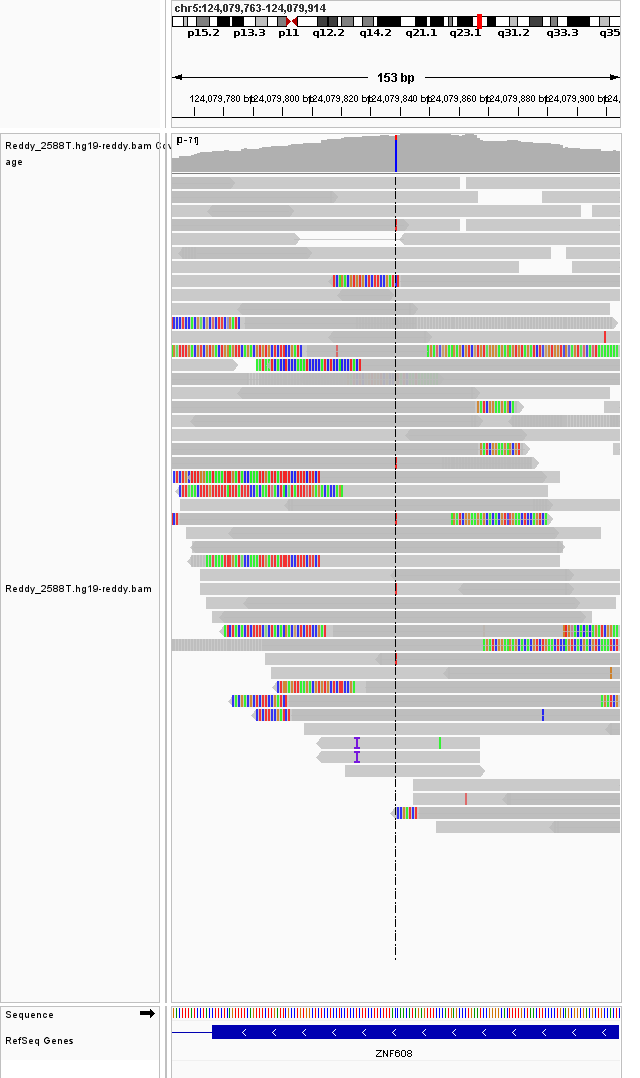 chr5:124,079,763-124,079,914
p15.2 p13.3 p11 q12.2 q14.2 q21.1 q23.1 q31.2 q33.3 q35
153 bp
124,079,780 bp 124,079,800 bp 124,079,820 bp 124,079,840 bp 124,079,860 bp 124,079,880 bp 124,079,900 bp 124,
Reddy_2588T.hg19-reddy.bam Cov
age
[0-71]
Reddy_2588T.hg19-reddy.bam
Sequence
RefSeq Genes
ZNF608